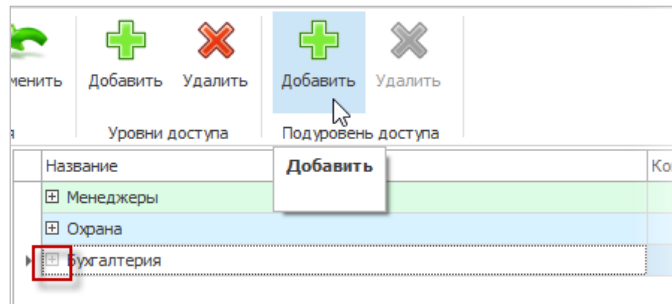 менить Добавить Удалить Добавить Удалить
Уровни доступа Подуровень доступа
Название Добавить Ко
Менеджеры
Охрана
Бухгалтерия